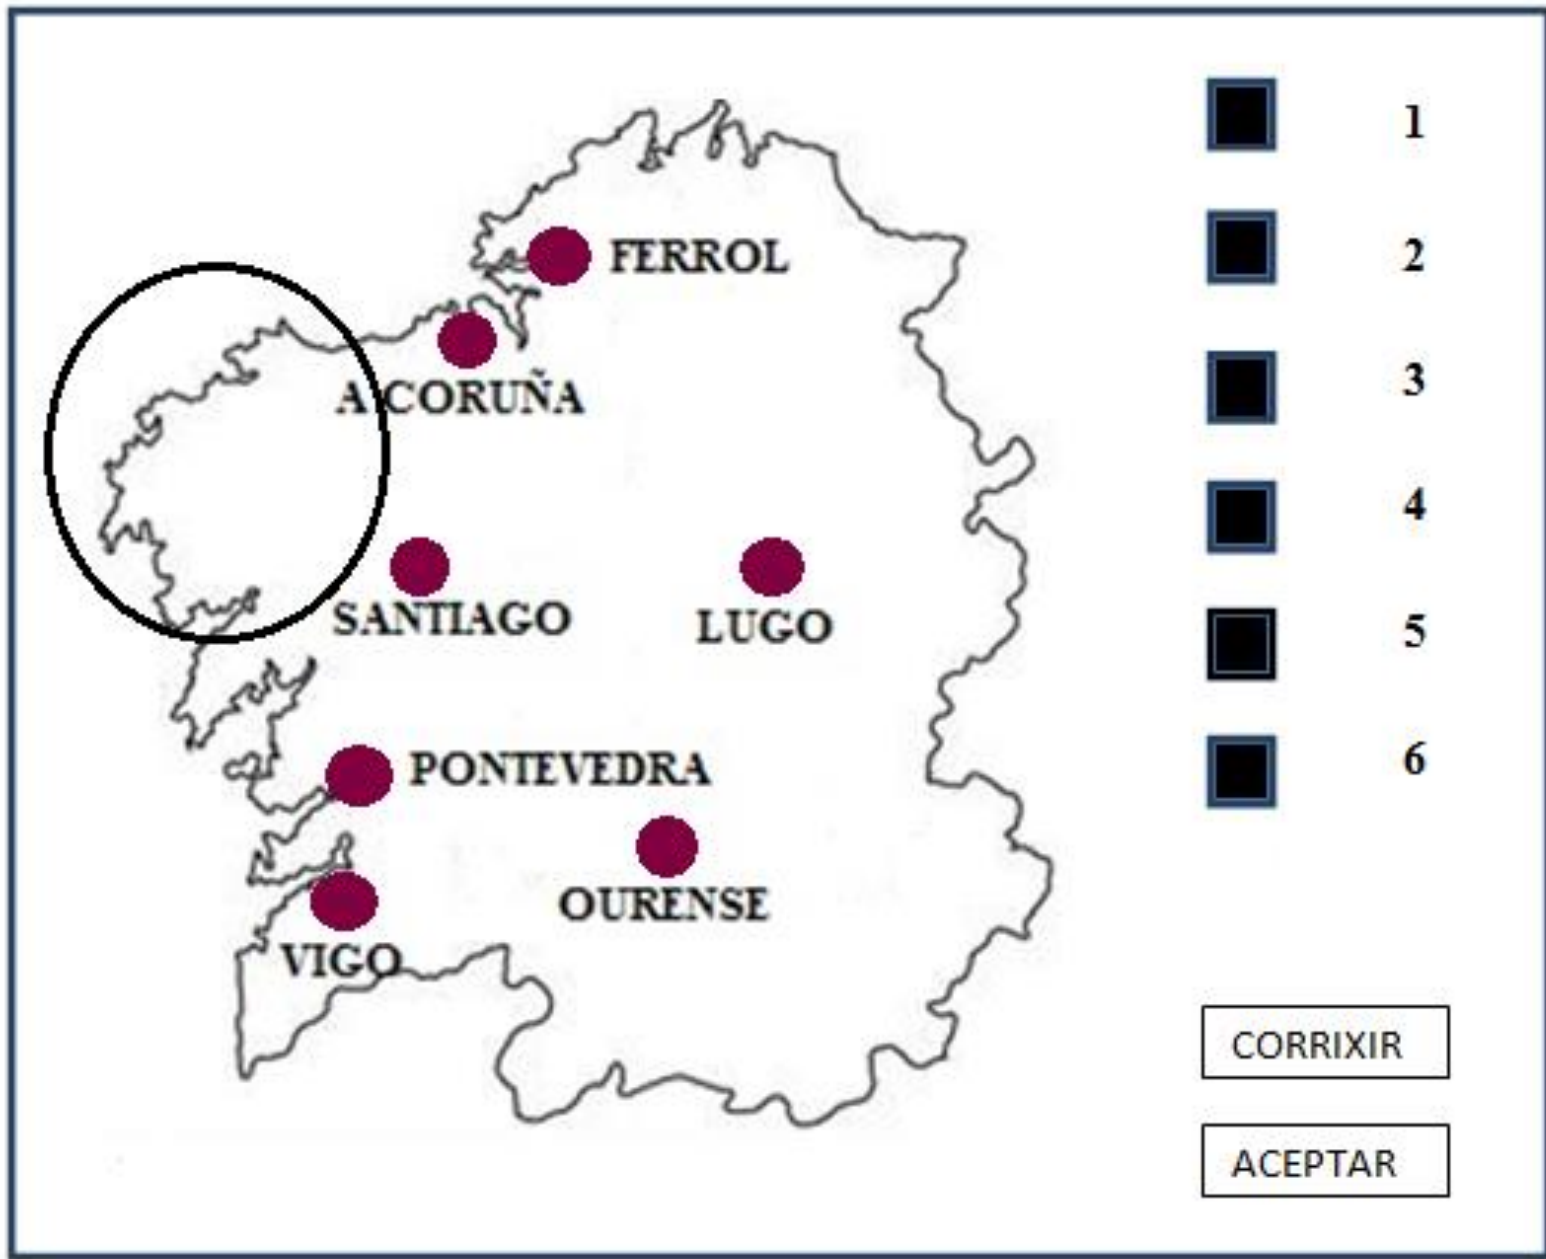 FERROL
A CORUÑA
SANTIAGO
LUGO
PONTEVEDRA
OURENSE
VIGO
1
2
3
4
5
6
CORRIXIR
ACEPTAR